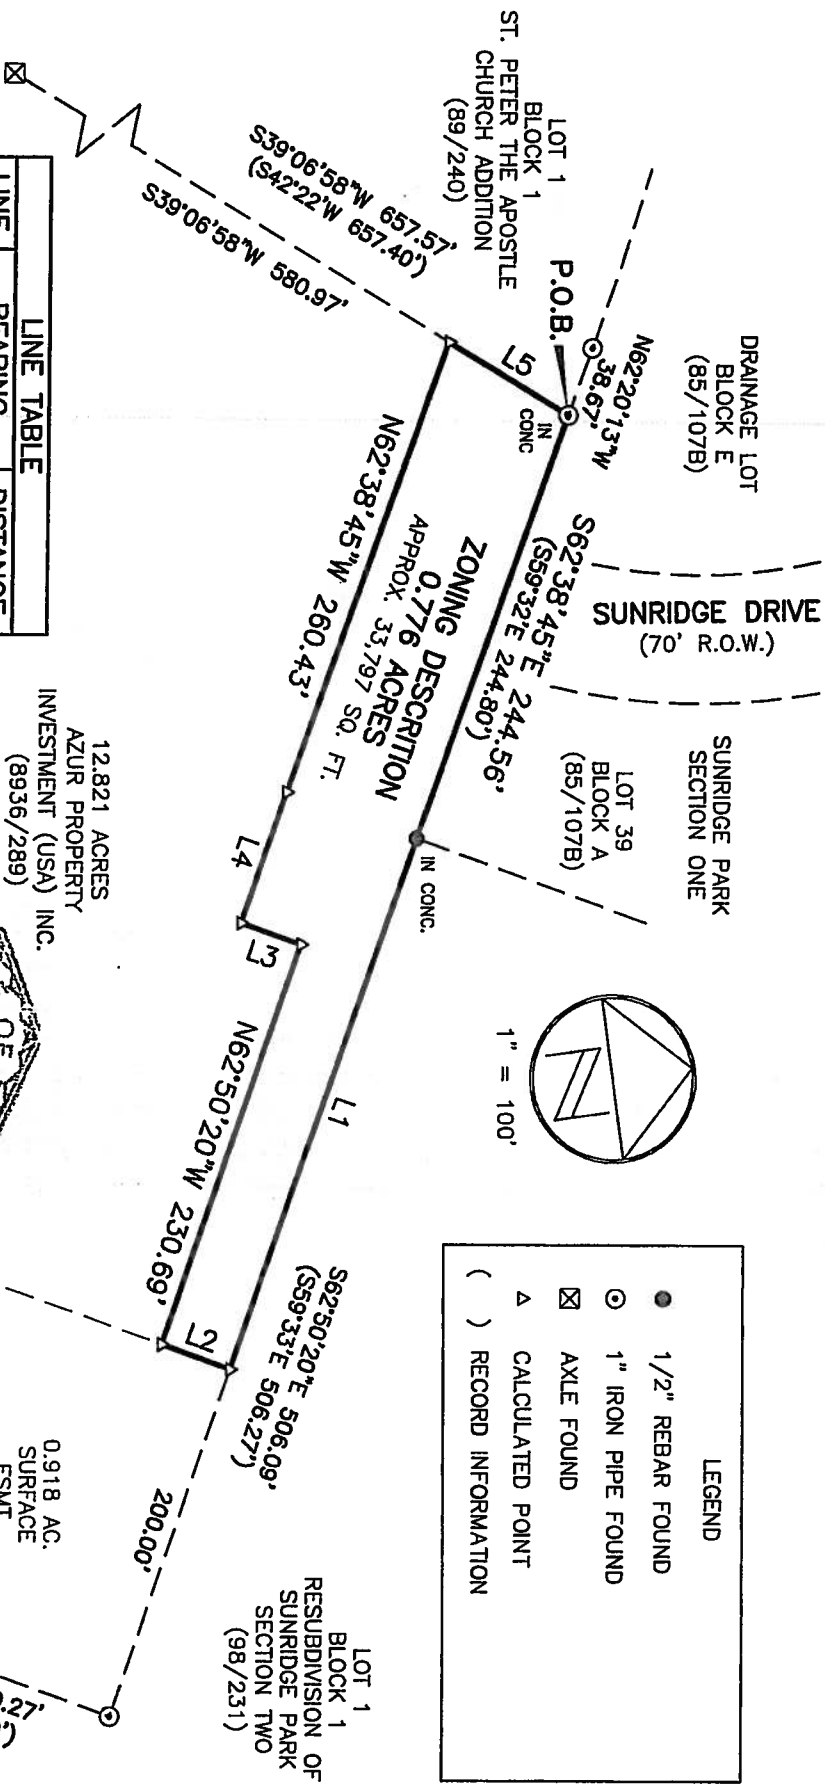 DRAINAGE LOT
BLOCK E
(85/107B)
SUNRIDGE DRIVE
(70' R.O.W.)
SUNRIDGE PARK
SECTION ONE
LOT 39
BLOCK A
(85/107B)
1" = 100'
LEGEND
1/2" REBAR FOUND
1" IRON PIPE FOUND
AXLE FOUND
CALCULATED POINT
( ) RECORD INFORMATION
LOT 1
BLOCK 1
ST. PETER THE APOSTLE
CHURCH ADDITION
(89/240)
P.O.B.
N62°20'13"W
38.67'
IN
CONC
S62°38'45"E 244.56'
(S59°32'E 244.80')
IN CONC.
L1
S62°50'20"E 506.09'
(S59°33'E 506.27')
ZONING DESCRITION
0.776 ACRES
APPROX. 33,797 SQ. FT.
S39°06'58"W 657.57'
(S42°22'W 657.40')
S39°06'58"W 580.97'
L5
N62°38'45"W 260.43'
L4
L3
N62°50'20"W 230.69'
L2
200.00'
LOT 1
BLOCK 1
RESUBDIVISION OF
SUNRIDGE PARK
SECTION TWO
(98/231)
12.821 ACRES
AZUR PROPERTY
INVESTMENT (USA) INC.
(8936/289)
0.918 AC.
SURFACE
ESMT
LINE TABLE
LINE BEARING DISTANCE
OF